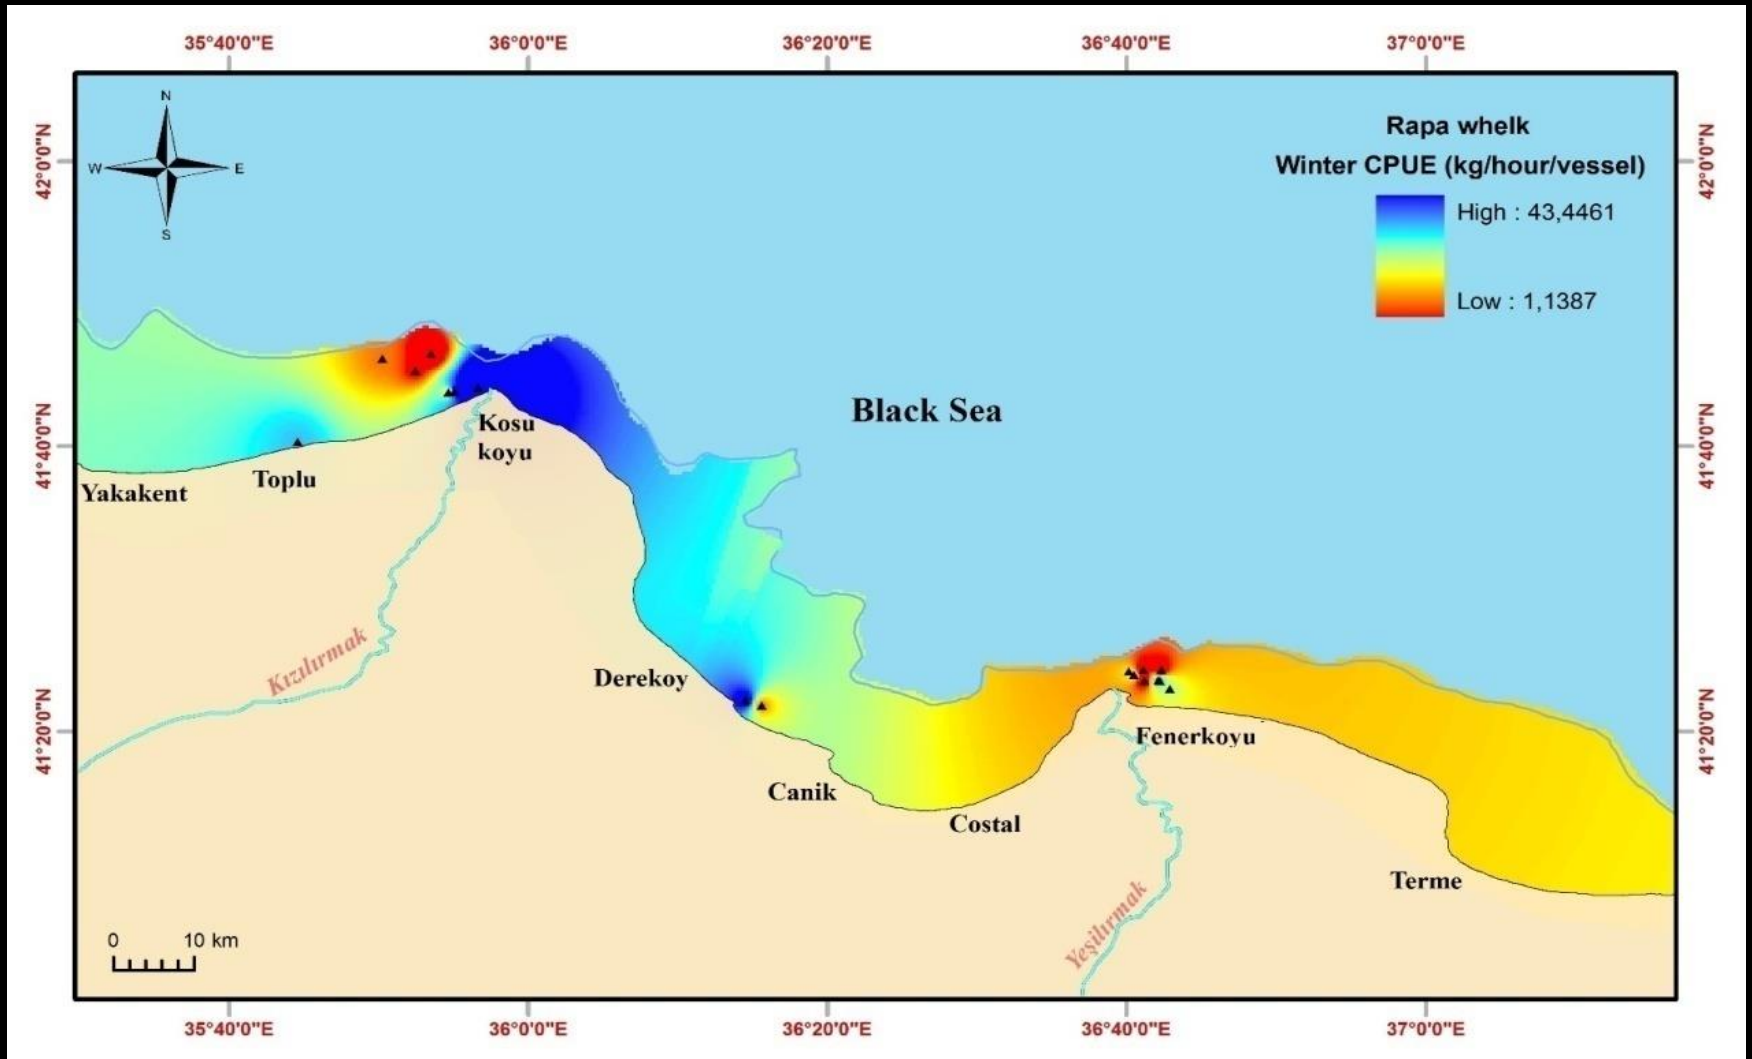 35°40'0"E 36°0'0"E 36°20'0"E 36°40'0"E 37°0'0"E
N
W E
S
42°0'0"N
42°0'0"N
Rapa whelk
Winter CPUE (kg/hour/vessel)
High : 43,4461
Low : 1,1387
Black Sea
41°40'0"N
41°40'0"N
Kosu
koyu
Toplu
Yakakent
Kızılırmak
Derekoy
41°20'0"N
41°20'0"N
Fenerkoyu
Canik
Costal
Terme
Yeşilırmak
0 10 km
35°40'0"E 36°0'0"E 36°20'0"E 36°40'0"E 37°0'0"E